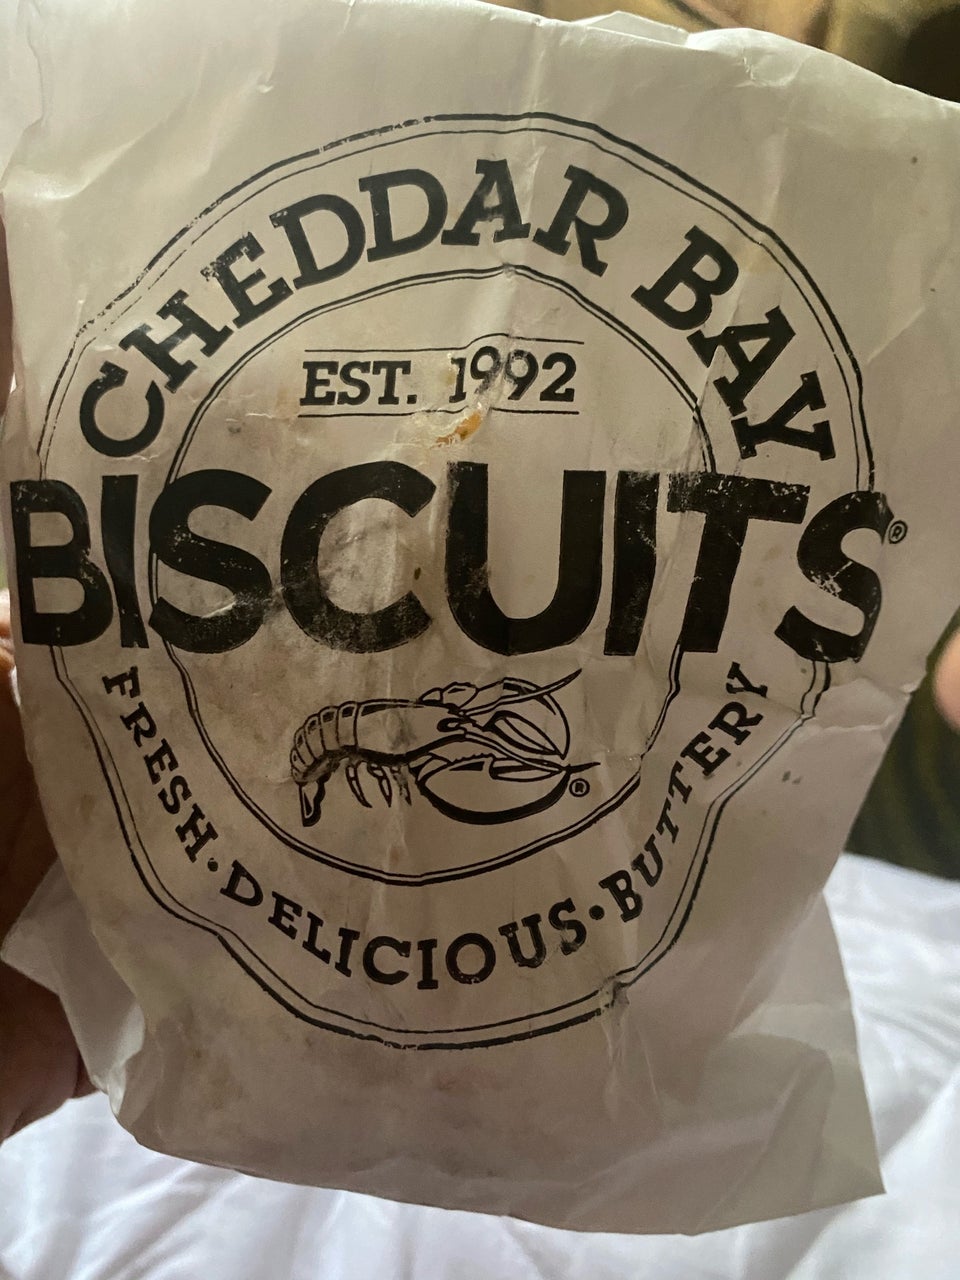 CHEDDAR BAY
EST. 1992
BISCUITS®
®
FRESH • DELICIOUS • BUTTERY